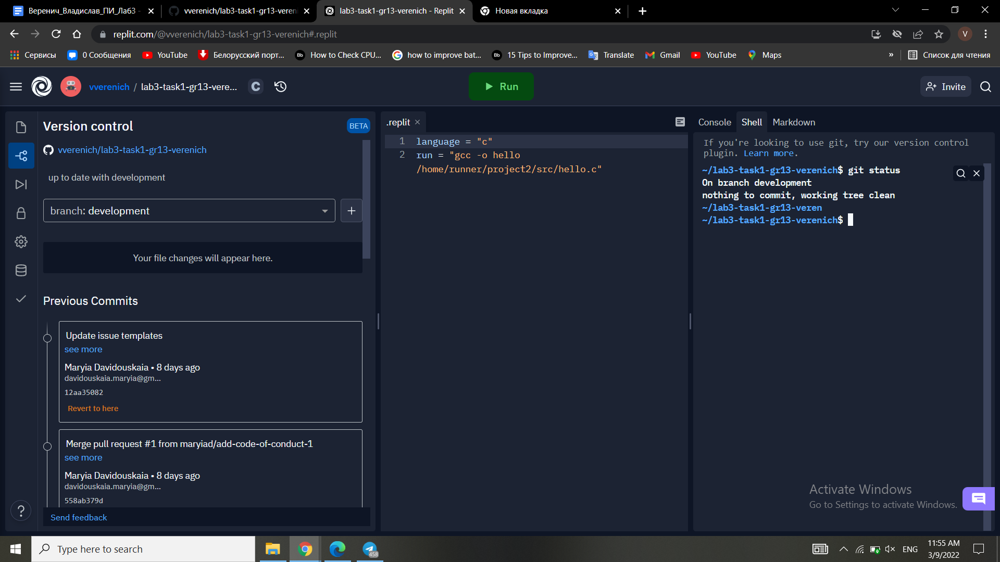 Веренич_Владислав_ПИ_Лаб3 -
vverenich/lab3-task1-gr13-veren
lab3-task1-gr13-verenich - Replit
Новая вкладка
replit.com/@vverenich/lab3-task1-gr13-verenich#.replit
V
Сервисы
0 Сообщения
YouTube
Белорусский порт...
Bb
How to Check CPU...
how to improve bat...
Bb
15 Tips to Improve...
Translate
Gmail
YouTube
Maps
»
Список для чтения
vverenich / lab3-task1-gr13-vere...
C
Run
Invite
Version control
BETA
vverenich/lab3-task1-gr13-verenich
up to date with development
branch: development
Your file changes will appear here.
Previous Commits
Update issue templates
see more
Maryia Davidouskaia • 8 days ago
davidouskaia.maryia@gm...
12aa35082
Revert to here
Merge pull request #1 from maryiad/add-code-of-conduct-1
see more
Maryia Davidouskaia • 8 days ago
davidouskaia.maryia@gm...
558ab379d
Send feedback
?
.replit
1 language = "c"
2 run = "gcc -o hello
/home/runner/project2/src/hello.c"
Console
Shell
Markdown
If you're looking to use git, try our version control
plugin. Learn more.
~/lab3-task1-gr13-verenich$ git status
On branch development
nothing to commit, working tree clean
~/lab3-task1-gr13-veren
~/lab3-task1-gr13-verenich$
Activate Windows
Go to Settings to activate Windows.
Type here to search
458
ENG
11:55 AM
3/9/2022